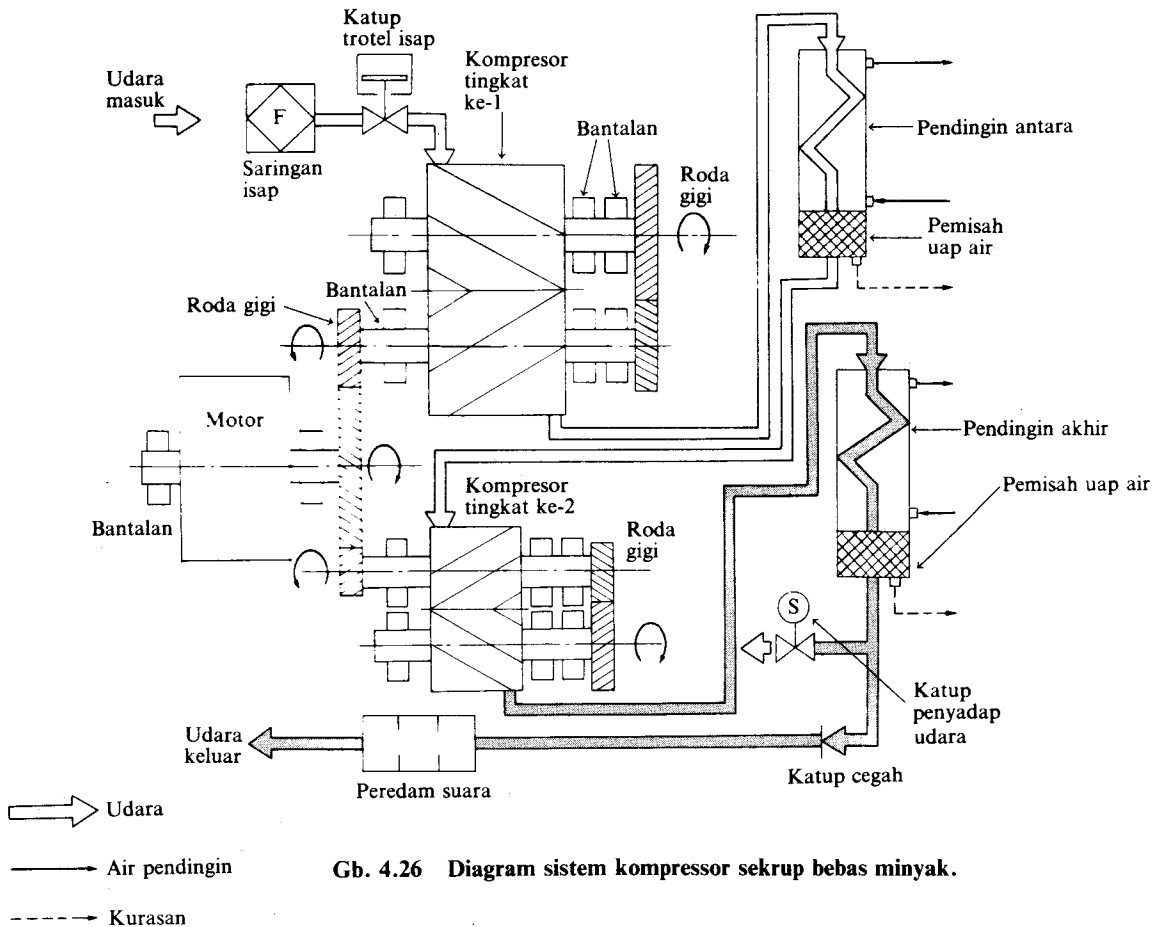 Katup
trotel isap
Kompresor
tingkat
ke-1
Udara
masuk
F
Saringan
isap
Bantalan
Roda
gigi
Pendingin antara
Pemisah
uap air
Roda gigi
Bantalan
Motor
Bantalan
Kompresor
tingkat ke-2
Roda
gigi
Pendingin akhir
Pemisah uap air
S
Katup
penyadap
udara
Udara
keluar
Peredam suara
Katup cegah
Udara
Air pendingin
Kurasan
Gb. 4.26 Diagram sistem kompressor sekrup bebas minyak.